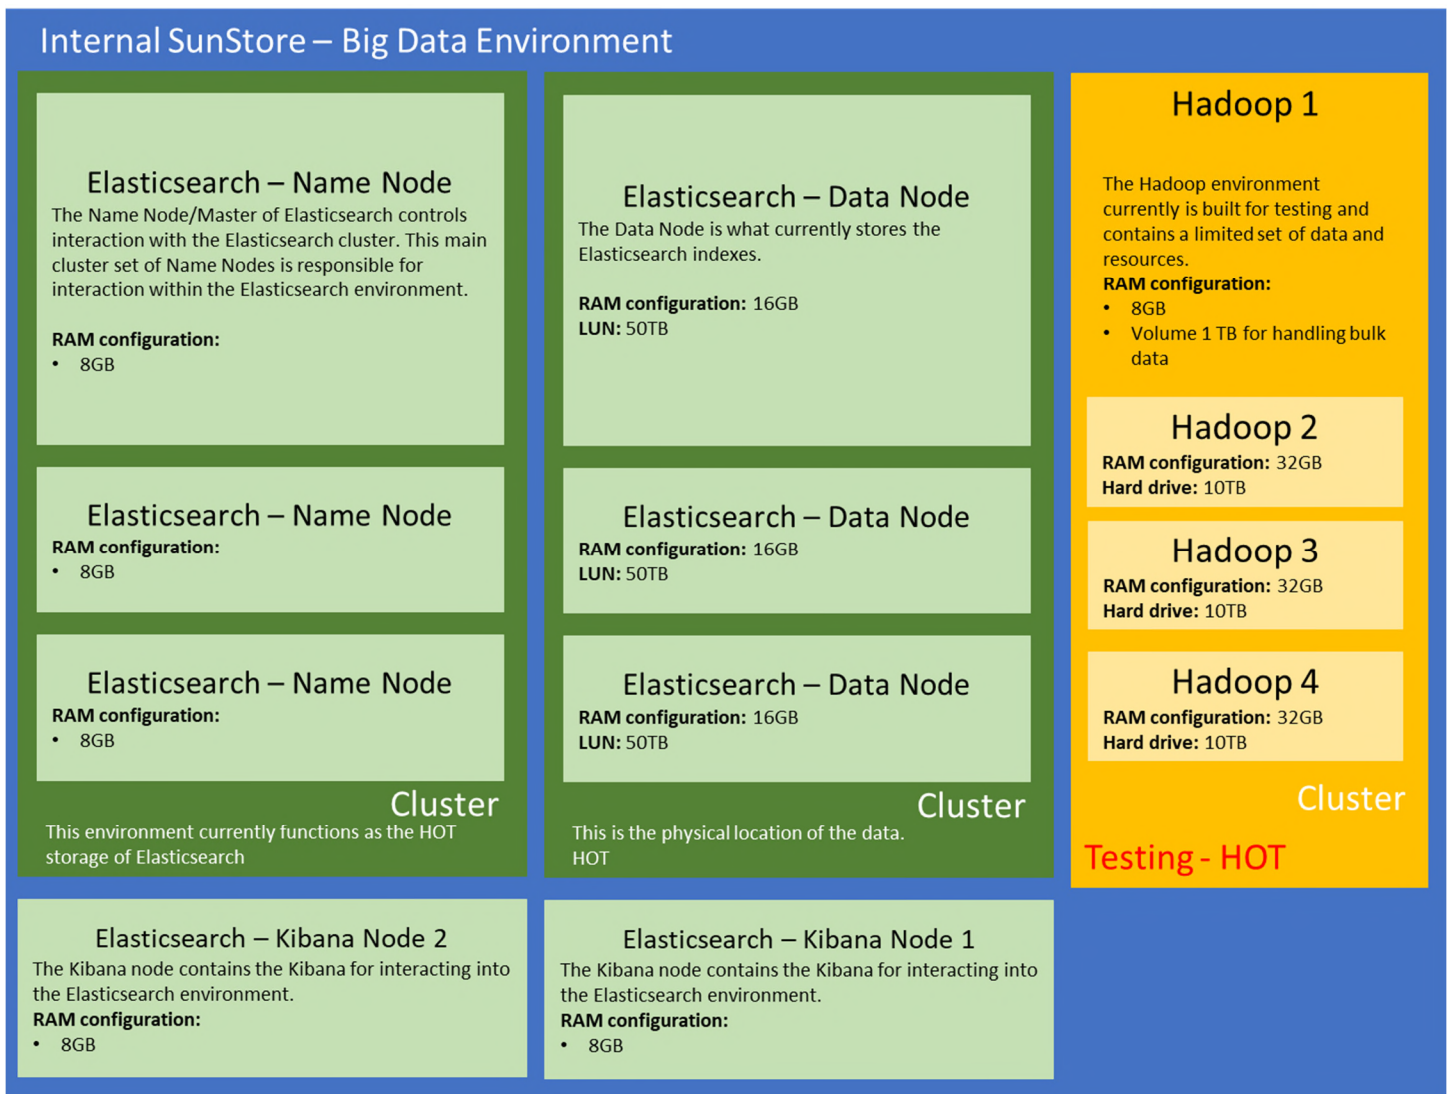 Internal SunStore – Big Data Environment
Elasticsearch – Name Node
The Name Node/Master of Elasticsearch controls
interaction with the Elasticsearch cluster. This main
cluster set of Name Nodes is responsible for
interaction within the Elasticsearch environment.
RAM configuration:
• 8GB
Elasticsearch – Name Node
RAM configuration:
• 8GB
Elasticsearch – Name Node
RAM configuration:
• 8GB
Cluster
This environment currently functions as the HOT
storage of Elasticsearch
Elasticsearch – Data Node
The Data Node is what currently stores the
Elasticsearch indexes.
RAM configuration: 16GB
LUN: 50TB
Elasticsearch – Data Node
RAM configuration: 16GB
LUN: 50TB
Elasticsearch – Data Node
RAM configuration: 16GB
LUN: 50TB
Cluster
This is the physical location of the data.
HOT
Hadoop 1
The Hadoop environment
currently is built for testing and
contains a limited set of data and
resources.
RAM configuration:
• 8GB
• Volume 1 TB for handling bulk
data
Hadoop 2
RAM configuration: 32GB
Hard drive: 10TB
Hadoop 3
RAM configuration: 32GB
Hard drive: 10TB
Hadoop 4
RAM configuration: 32GB
Hard drive: 10TB
Cluster
Testing - HOT
Elasticsearch – Kibana Node 2
The Kibana node contains the Kibana for interacting into
the Elasticsearch environment.
RAM configuration:
• 8GB
Elasticsearch – Kibana Node 1
The Kibana node contains the Kibana for interacting into
the Elasticsearch environment.
RAM configuration:
• 8GB